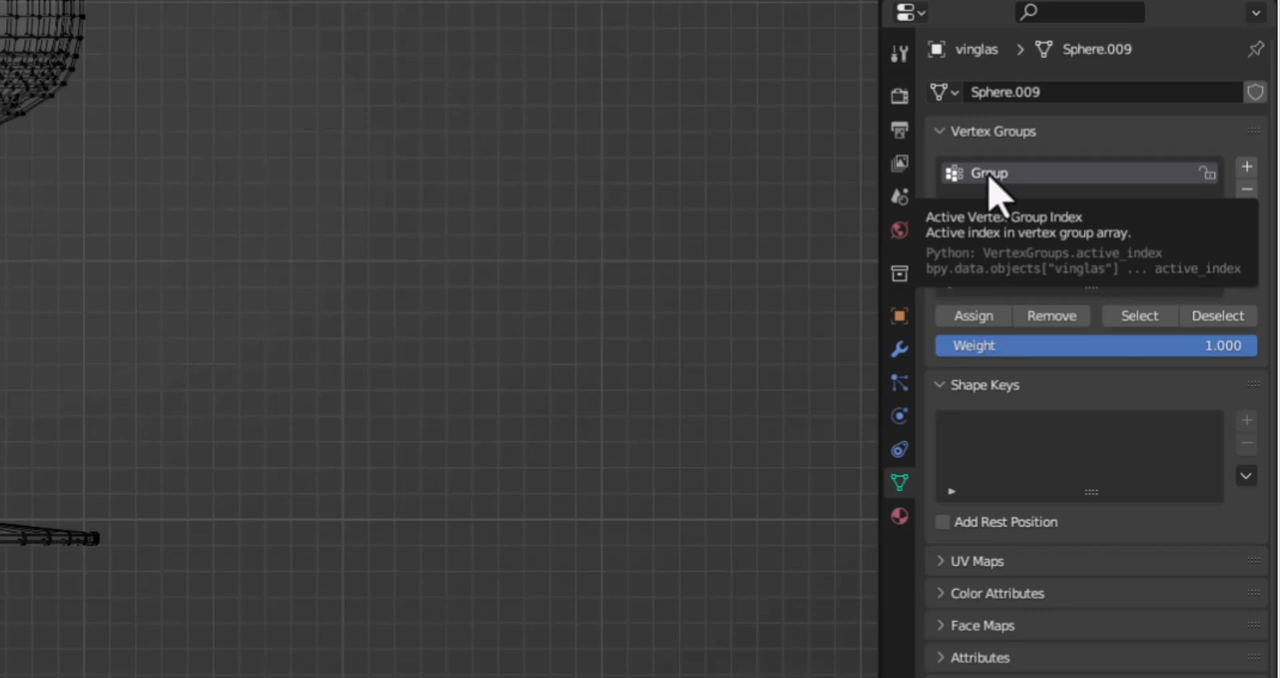 vinglas > Sphere.009
Sphere.009
Vertex Groups
Group
Active Vertex Group Index
Active index in vertex group array.
Python: VertexGroups.active_index
bpy.data.objects["vinglas"] ... active_index
Assign Remove Select Deselect
Weight 1.000
Shape Keys
Add Rest Position
UV Maps
Color Attributes
Face Maps
Attributes